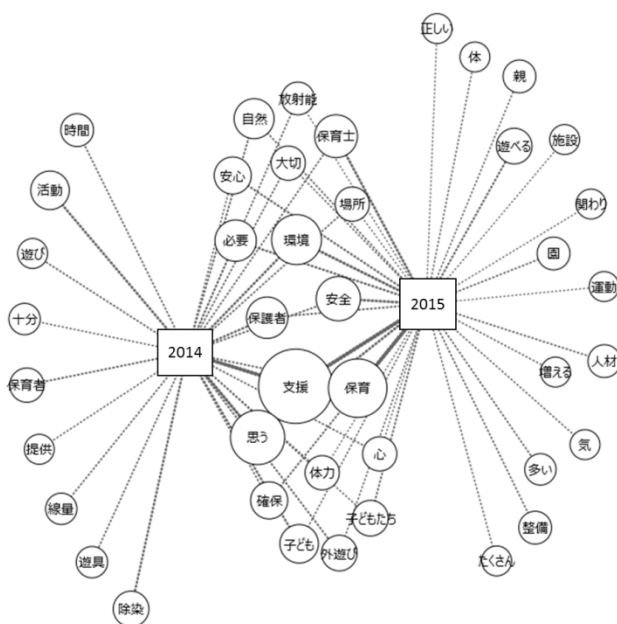 正しい
体
親
放射能
自然
保育士
時間
遊べる
施設
大切
安心
活動
場所
関わり
必要
環境
遊び
園
運動
安全
保護者
十分
2015
2014
人材
増える
保育者
支援
保育
思う
気
提供
心
多い
体力
確保
線量
子どもたち
整備
子ども
外遊び
遊具
たくさん
除染